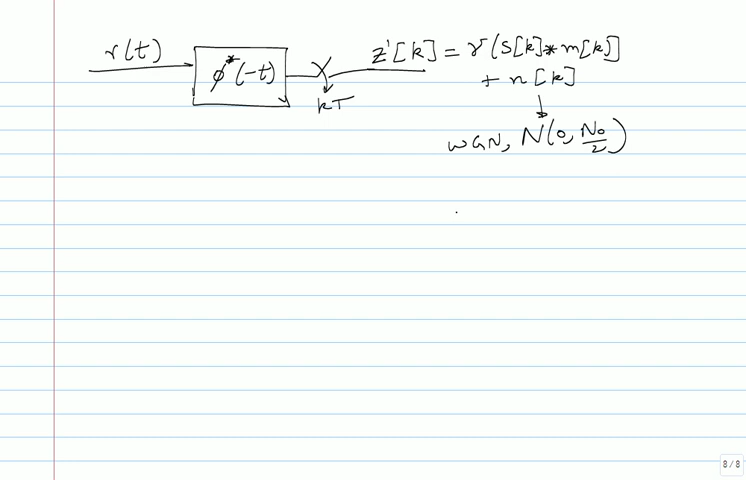 r(t) φ*(-t) z'[k] = γ(s[k]*m[k])
+ n[k]
kT
WGN, N(0, N₀/2)
8 / 8